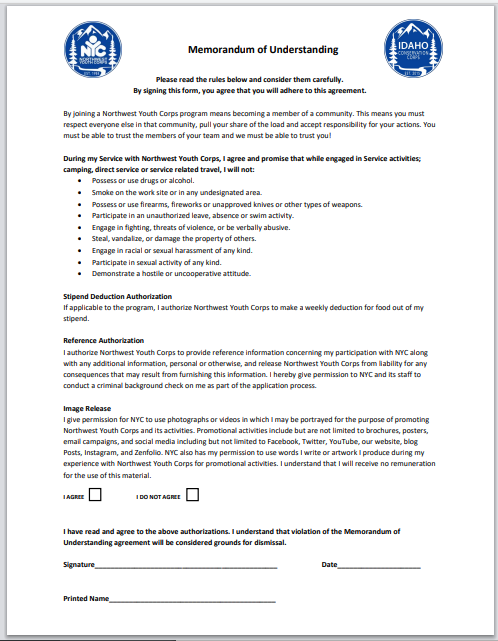 NYC
NORTHWEST
YOUTH CORPS
EST. 1984
IDAHO
CONSERVATION
CORPS
Memorandum of Understanding
Please read the rules below and consider them carefully.
By signing this form, you agree that you will adhere to this agreement.
By joining a Northwest Youth Corps program means becoming a member of a community. This means you must
respect everyone else in that community, pull your share of the load and accept responsibility for your actions. You
must be able to trust the members of your team and we must be able to trust you!
During my Service with Northwest Youth Corps, I agree and promise that while engaged in Service activities;
camping, direct service or service related travel, I will not:
• Possess or use drugs or alcohol.
• Smoke on the work site or in any undesignated area.
• Possess or use firearms, fireworks or unapproved knives or other types of weapons.
• Participate in an unauthorized leave, absence or swim activity.
• Engage in fighting, threats of violence, or be verbally abusive.
• Steal, vandalize, or damage the property of others.
• Engage in racial or sexual harassment of any kind.
• Participate in sexual activity of any kind.
• Demonstrate a hostile or uncooperative attitude.
Stipend Deduction Authorization
If applicable to the program, I authorize Northwest Youth Corps to make a weekly deduction for food out of my
stipend.
Reference Authorization
I authorize Northwest Youth Corps to provide reference information concerning my participation with NYC along
with any additional information, personal or otherwise, and release Northwest Youth Corps from liability for any
consequences that may result from furnishing this information. I hereby give permission to NYC and its staff to
conduct a criminal background check on me as part of the application process.
Image Release
I give permission for NYC to use photographs or videos in which I may be portrayed for the purpose of promoting
Northwest Youth Corps and its activities. Promotional activities include but are not limited to brochures, posters,
email campaigns, and social media including but not limited to Facebook, Twitter, YouTube, our website, blog
Posts, Instagram, and Zenfolio. NYC also has my permission to use words I write or artwork I produce during my
experience with Northwest Youth Corps for promotional activities. I understand that I will receive no remuneration
for the use of this material.
I AGREE I DO NOT AGREE
I have read and agree to the above authorizations. I understand that violation of the Memorandum of
Understanding agreement will be considered grounds for dismissal.
Signature Date
Printed Name